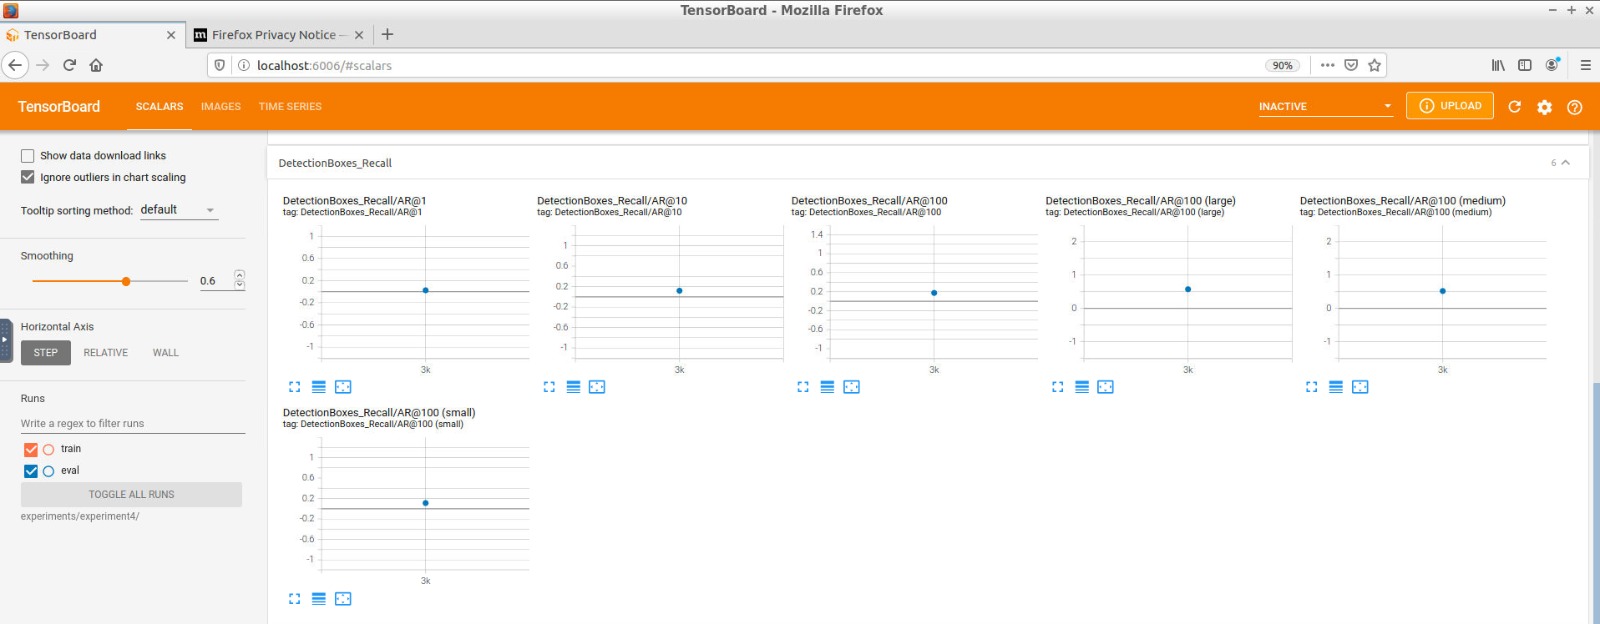 TensorBoard - Mozilla Firefox
TensorBoard
m Firefox Privacy Notice —
localhost:6006/#scalars
90%
TensorBoard
SCALARS
IMAGES
TIME SERIES
INACTIVE
UPLOAD
Show data download links
Ignore outliers in chart scaling
Tooltip sorting method: default
Smoothing
0.6
Horizontal Axis
STEP
RELATIVE
WALL
Runs
Write a regex to filter runs
train
eval
TOGGLE ALL RUNS
experiments/experiment4/
DetectionBoxes_Recall
6
DetectionBoxes_Recall/AR@1
tag: DetectionBoxes_Recall/AR@1
1
0.6
0.2
-0.2
-0.6
-1
3k
DetectionBoxes_Recall/AR@10
tag: DetectionBoxes_Recall/AR@10
1
0.6
0.2
-0.2
-0.6
-1
3k
DetectionBoxes_Recall/AR@100
tag: DetectionBoxes_Recall/AR@100
1.4
1
0.6
0.2
-0.2
-0.6
-1
3k
DetectionBoxes_Recall/AR@100 (large)
tag: DetectionBoxes_Recall/AR@100 (large)
2
1
0
-1
3k
DetectionBoxes_Recall/AR@100 (medium)
tag: DetectionBoxes_Recall/AR@100 (medium)
2
1
0
-1
3k
DetectionBoxes_Recall/AR@100 (small)
tag: DetectionBoxes_Recall/AR@100 (small)
1
0.6
0.2
-0.2
-0.6
-1
3k